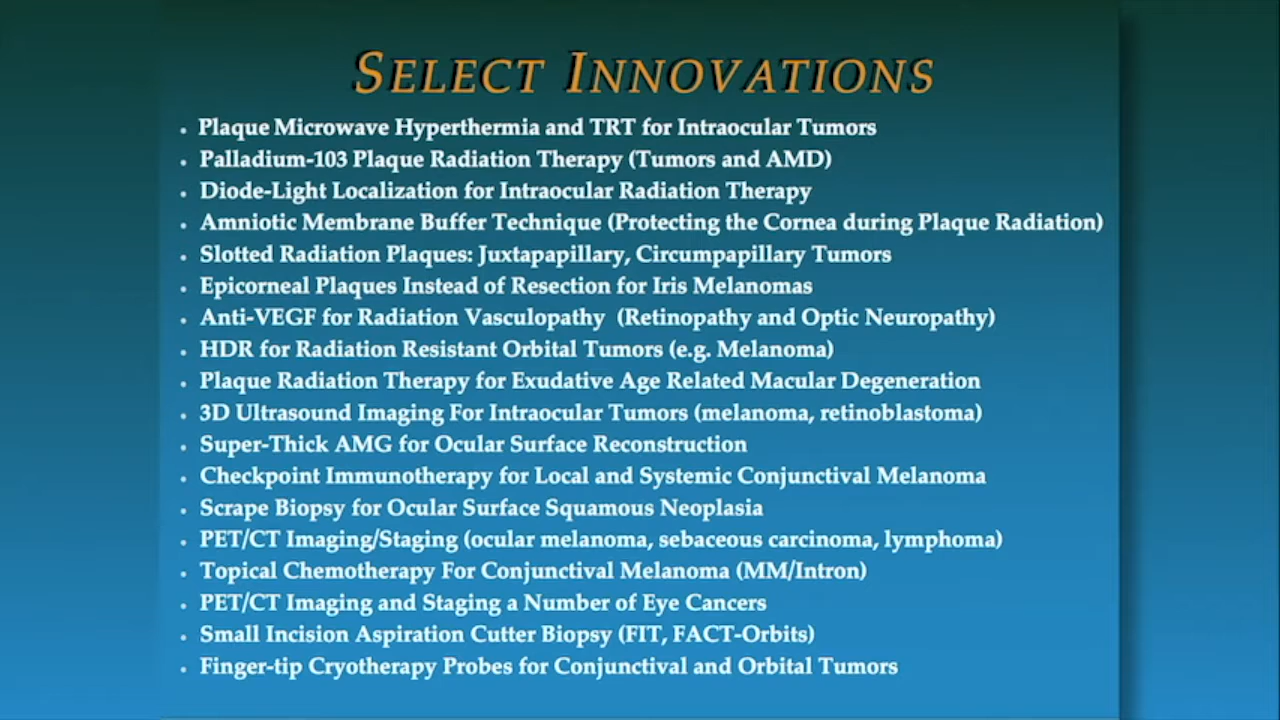 SELECT INNOVATIONS
• Plaque Microwave Hyperthermia and TRT for Intraocular Tumors
• Palladium-103 Plaque Radiation Therapy (Tumors and AMD)
• Diode-Light Localization for Intraocular Radiation Therapy
• Amniotic Membrane Buffer Technique (Protecting the Cornea during Plaque Radiation)
• Slotted Radiation Plaques: Juxtapapillary, Circumpapillary Tumors
• Epicorneal Plaques Instead of Resection for Iris Melanomas
• Anti-VEGF for Radiation Vasculopathy (Retinopathy and Optic Neuropathy)
• HDR for Radiation Resistant Orbital Tumors (e.g. Melanoma)
• Plaque Radiation Therapy for Exudative Age Related Macular Degeneration
• 3D Ultrasound Imaging For Intraocular Tumors (melanoma, retinoblastoma)
• Super-Thick AMG for Ocular Surface Reconstruction
• Checkpoint Immunotherapy for Local and Systemic Conjunctival Melanoma
• Scrape Biopsy for Ocular Surface Squamous Neoplasia
• PET/CT Imaging/Staging (ocular melanoma, sebaceous carcinoma, lymphoma)
• Topical Chemotherapy For Conjunctival Melanoma (MM/Intron)
• PET/CT Imaging and Staging a Number of Eye Cancers
• Small Incision Aspiration Cutter Biopsy (FIT, FACT-Orbits)
• Finger-tip Cryotherapy Probes for Conjunctival and Orbital Tumors